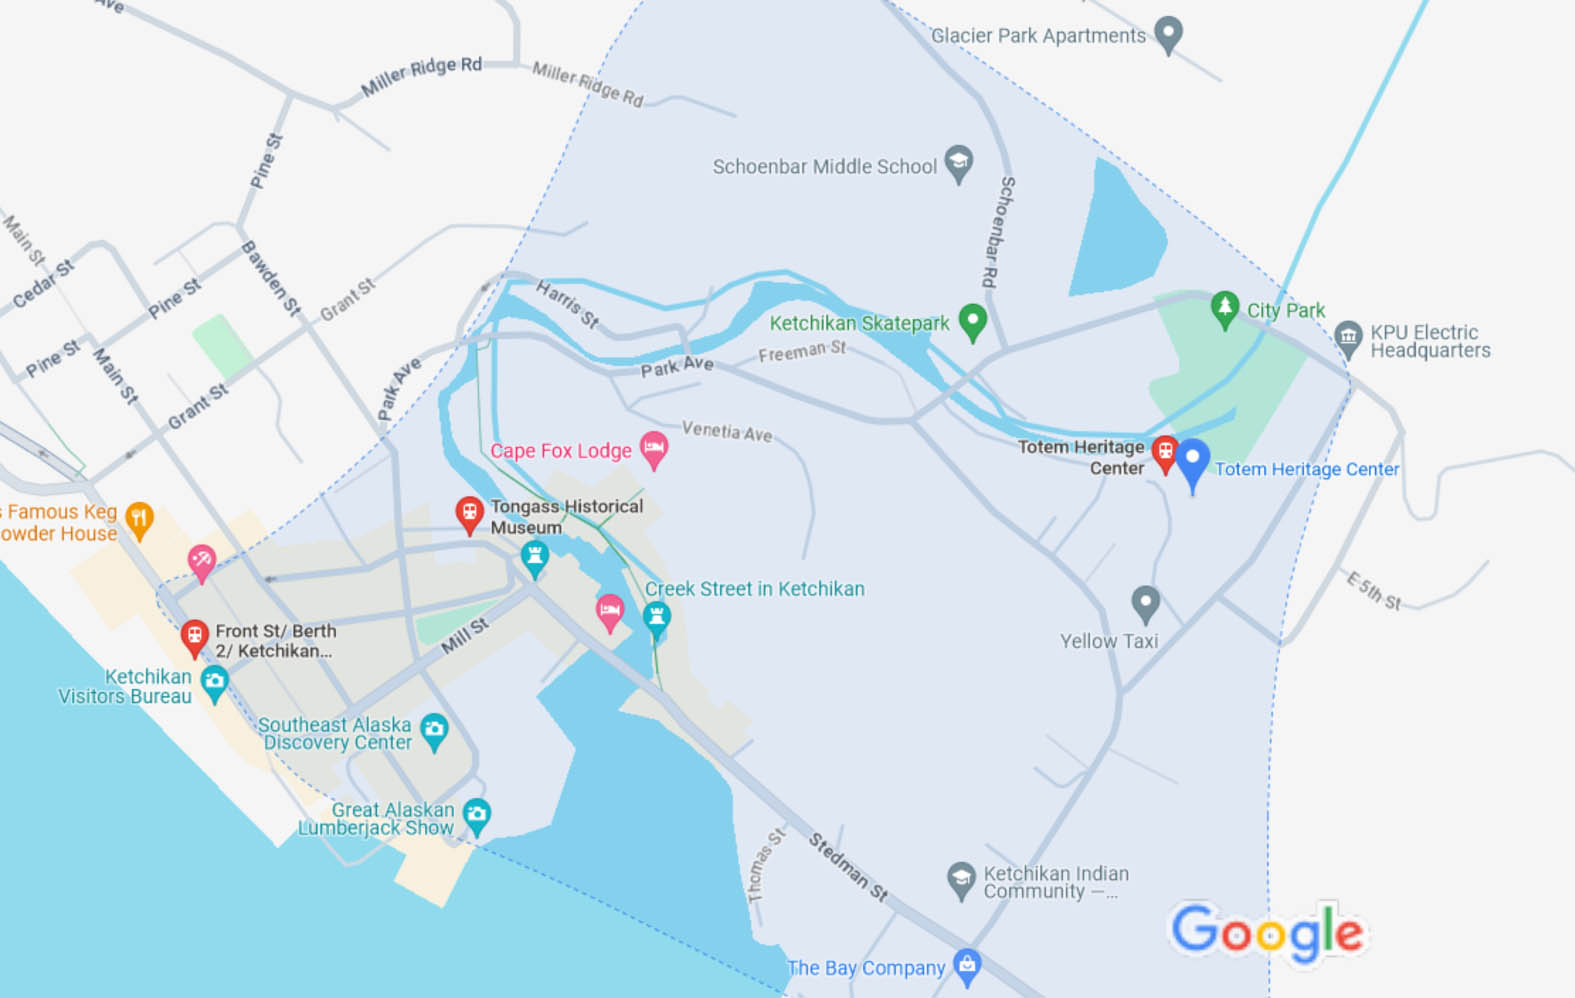 Ave
Glacier Park Apartments
Miller Ridge Rd
Miller Ridge Rd
Pine St
Schoenbar Middle School
Schoenbar Rd
Main St
Cedar St
Pine St
Bawden St
Grant St
Harris St
City Park
Ketchikan Skatepark
KPU Electric
Headquarters
Pine St
Main St
Park Ave
Freeman St
Park Ave
Grant St
Venetia Ave
Cape Fox Lodge
Totem Heritage
Center
Totem Heritage Center
s Famous Keg
owder House
Tongass Historical
Museum
Creek Street in Ketchikan
E 5th St
Front St/ Berth
2/ Ketchikan...
Mill St
Yellow Taxi
Ketchikan
Visitors Bureau
Southeast Alaska
Discovery Center
Great Alaskan
Lumberjack Show
Thomas St
Stedman St
Ketchikan Indian
Community —...
Google
The Bay Company